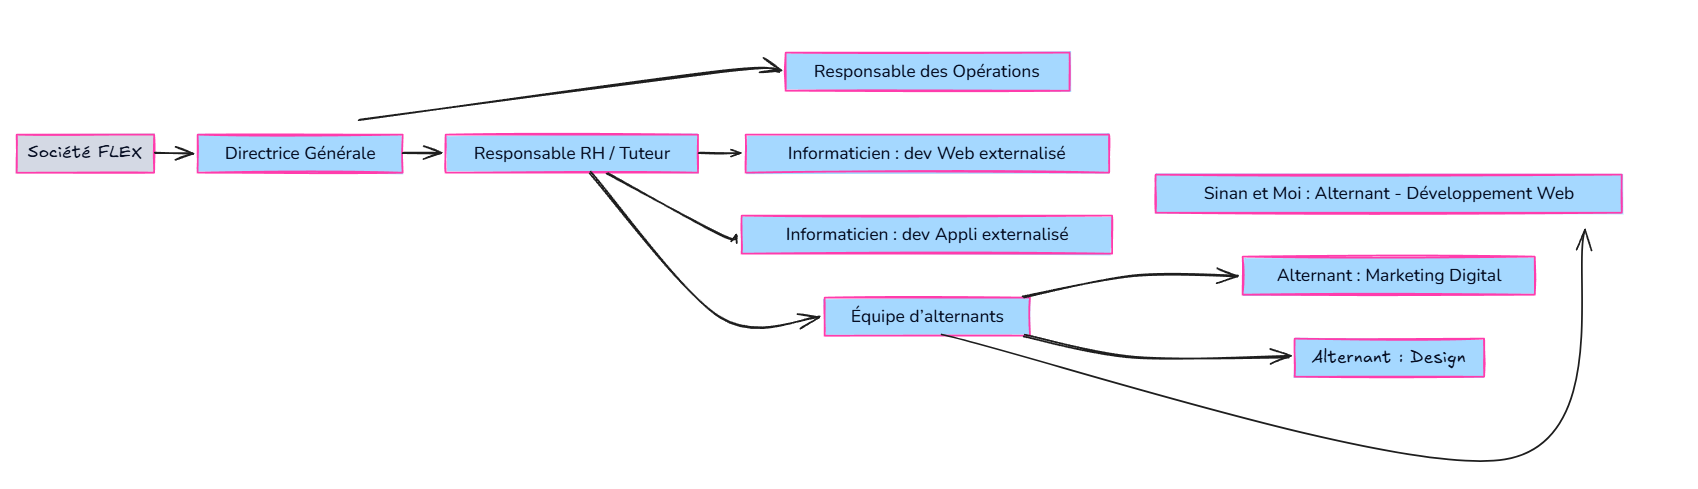 Responsable des Opérations
Société FLEX
Directrice Générale
Responsable RH / Tuteur
Informaticien : dev Web externalisé
Sinan et Moi : Alternant - Développement Web
Informaticien : dev Appli externalisé
Alternant : Marketing Digital
Équipe d’alternants
Alternant : Design